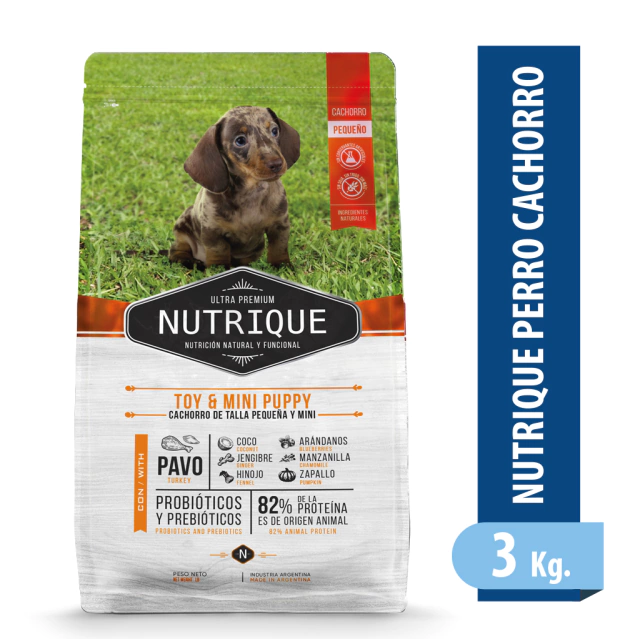 CACHORRO
PEQUEÑO
INGREDIENTES
NATURALES
ULTRA PREMIUM
NUTRIQUE
NUTRICIÓN NATURAL Y FUNCIONAL
TOY & MINI PUPPY
CACHORRO DE TALLA PEQUEÑA Y MINI
CON / WITH
PAVO
TURKEY
COCO
COCONUT
JENGIBRE
GINGER
HINOJO
FENNEL
ARÁNDANOS
BLUEBERRIES
MANZANILLA
CHAMOMILE
ZAPALLO
PUMPKIN
PROBIÓTICOS
Y PREBIÓTICOS
PROBIOTICS AND PREBIOTICS
82% DE LA
PROTEÍNA
ES DE ORIGEN ANIMAL
82% ANIMAL PROTEIN
N
PESO NETO
INDUSTRIA ARGENTINA
MADE IN ARGENTINA
NUTRIQUE PERRO CACHORRO
3 Kg.